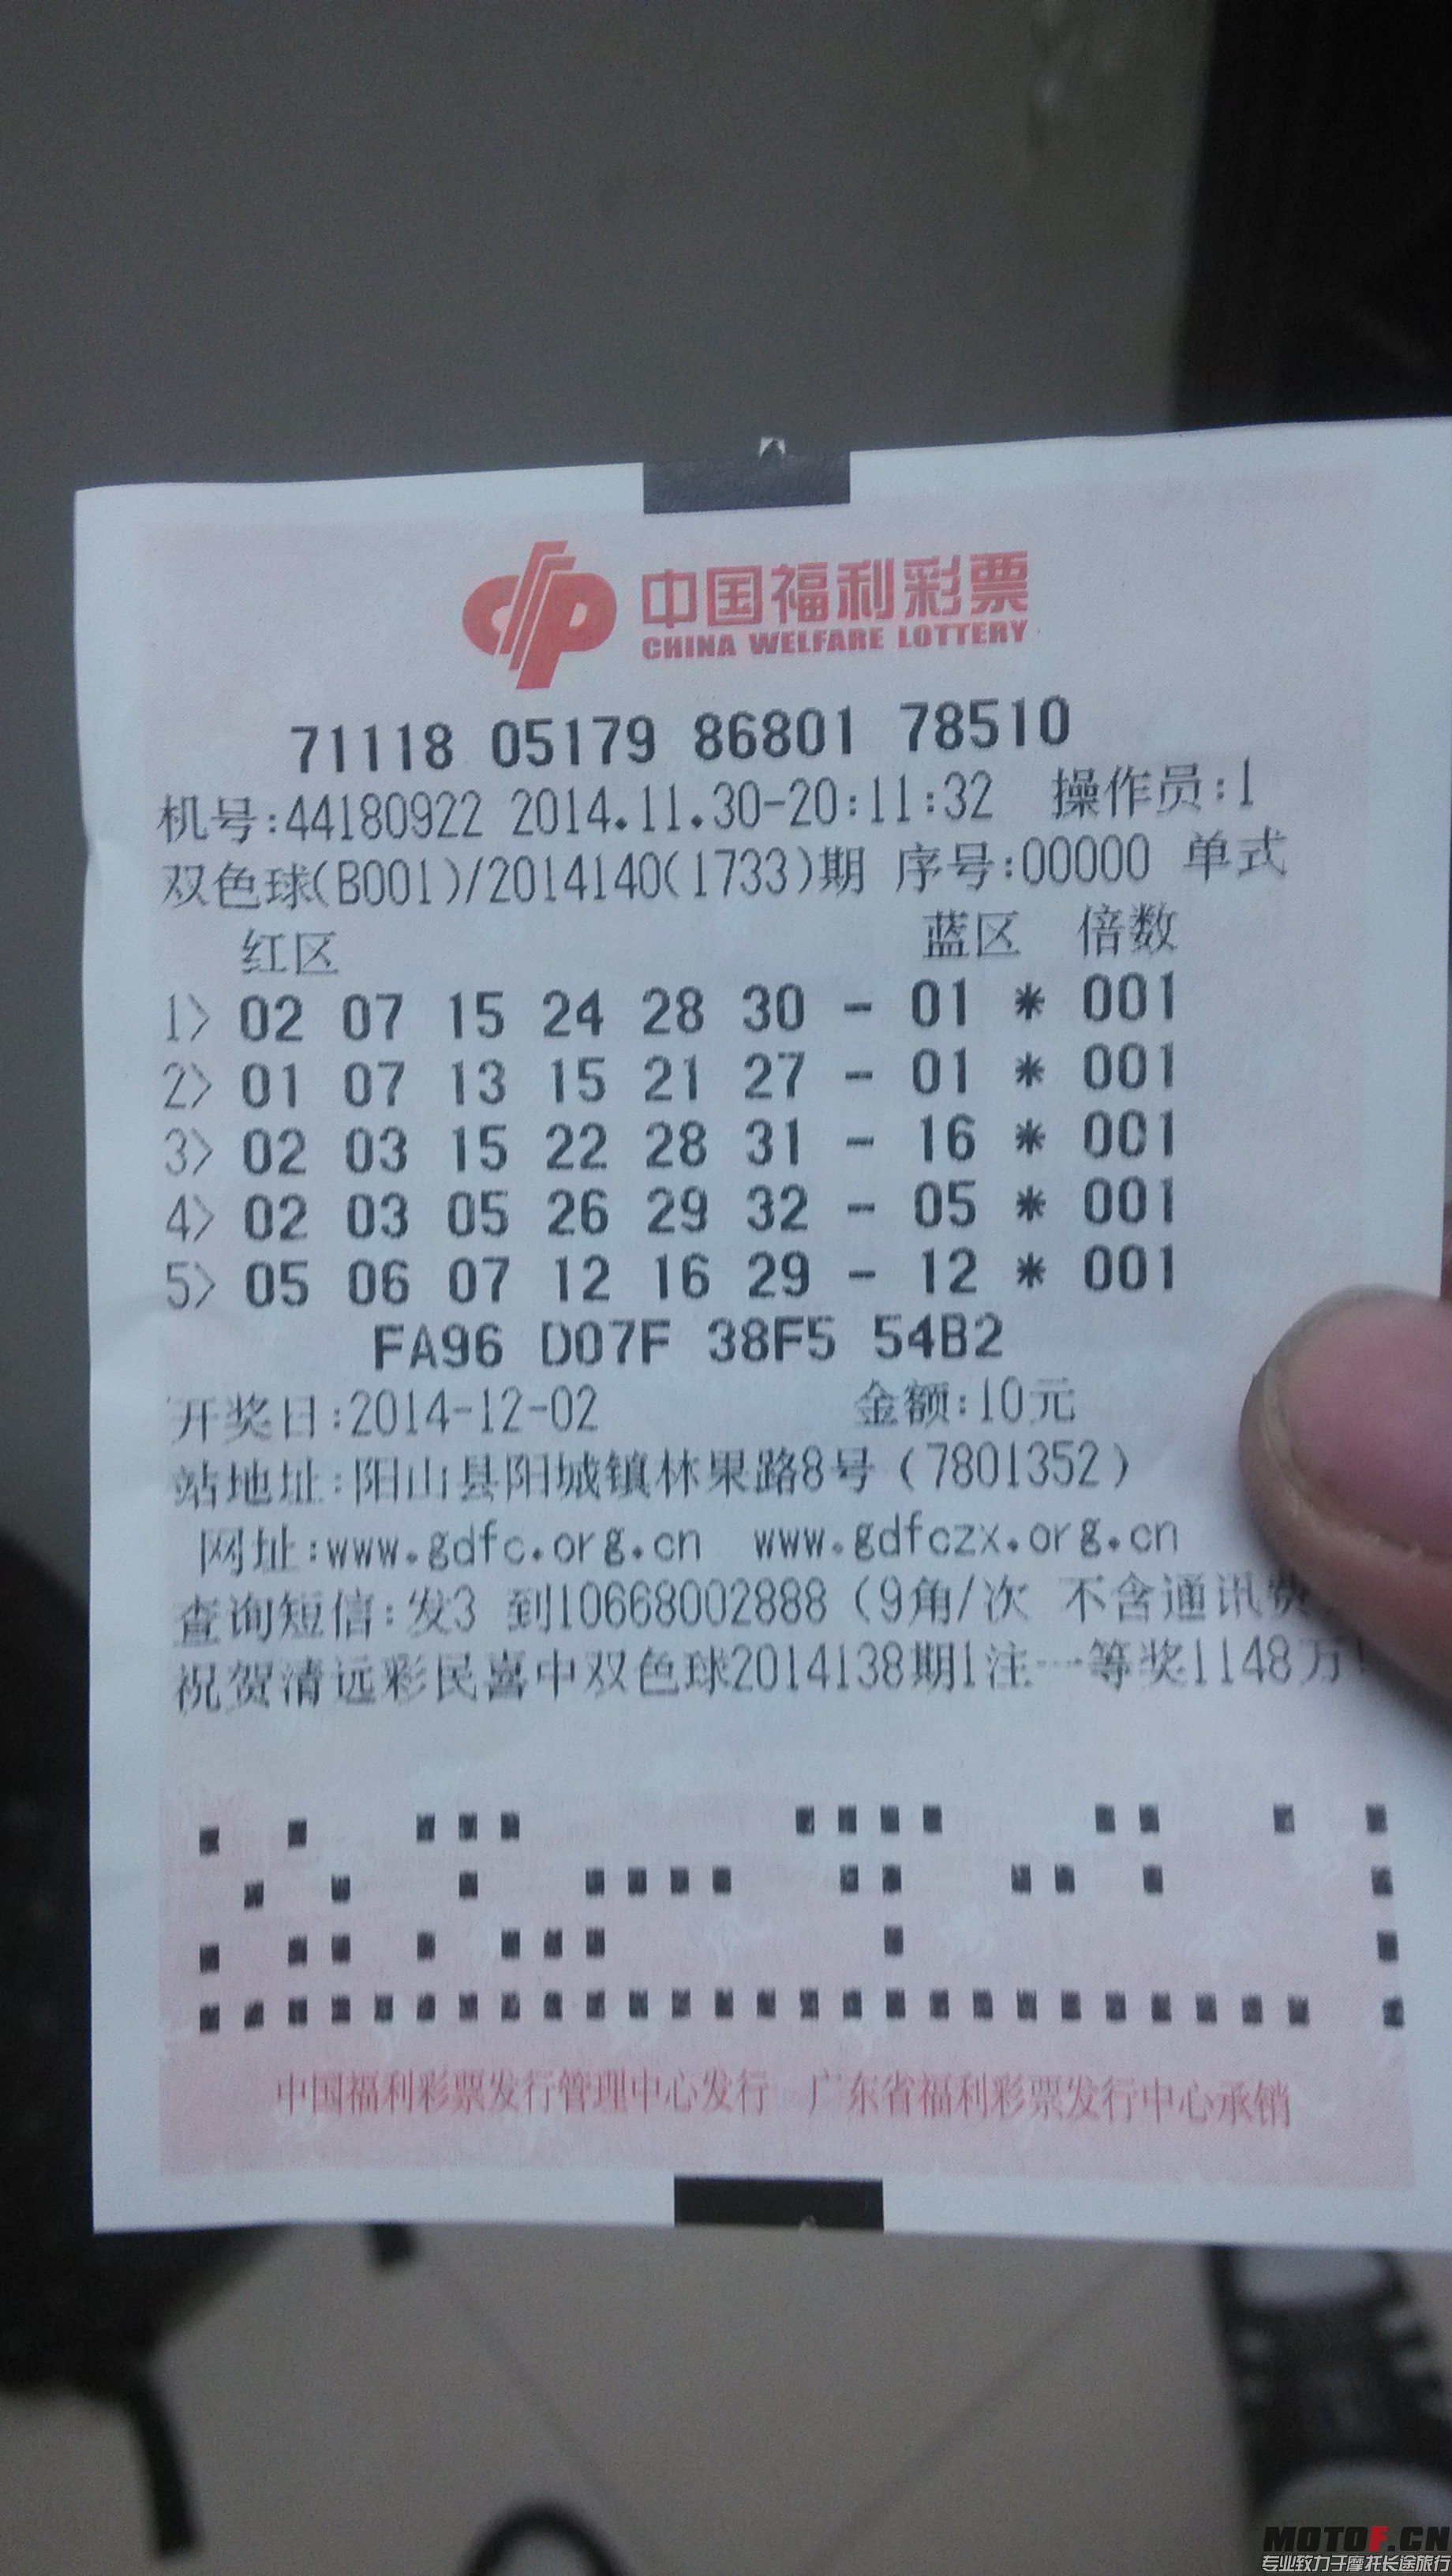 中国福利彩票
CHINA WELFARE LOTTERY
71118 05179 86801 78510
机号:44180922 2014.11.30-20:11:32 操作员:1
双色球(B001)/2014140(1733)期 序号:00000 单式
红区 蓝区 倍数
1> 02 07 15 24 28 30 - 01 * 001
2> 01 07 13 15 21 27 - 01 * 001
3> 02 03 15 22 28 31 - 16 * 001
4> 02 03 05 26 29 32 - 05 * 001
5> 05 06 07 12 16 29 - 12 * 001
FA96 D07F 38F5 54B2
开奖日:2014-12-02 金额:10元
站地址:阳山县阳城镇林果路8号（7801352）
网址:www.gdfc.org.cn www.gdfczx.org.cn
查询短信:发3 到10668002888（9角/次 不含通讯费
祝贺清远彩民喜中双色球2014138期1注一等奖1148万!
中国福利彩票发行管理中心发行 广东省福利彩票发行中心承销
MOTOF.CN
专业致力于摩托长途旅行